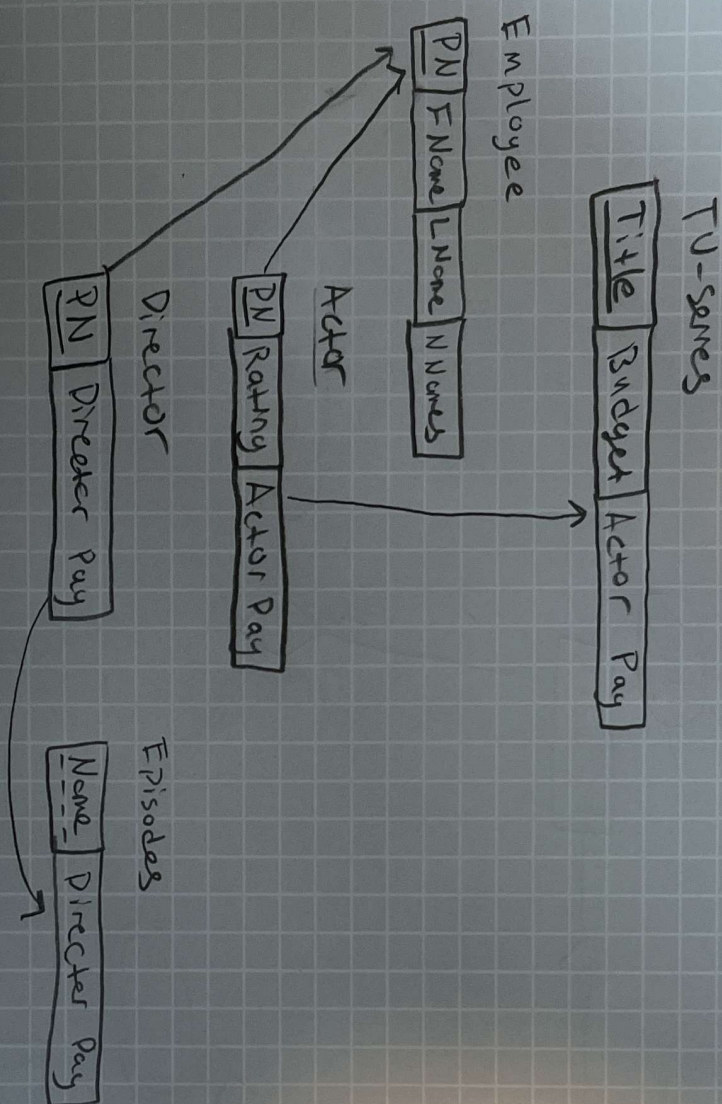 TV-series
Title Budget Actor Pay
Employee
PN FName LName NNames
Actor
PN Rating Actor Pay
Director
PN Directer Pay
Episodes
Name Directer Pay